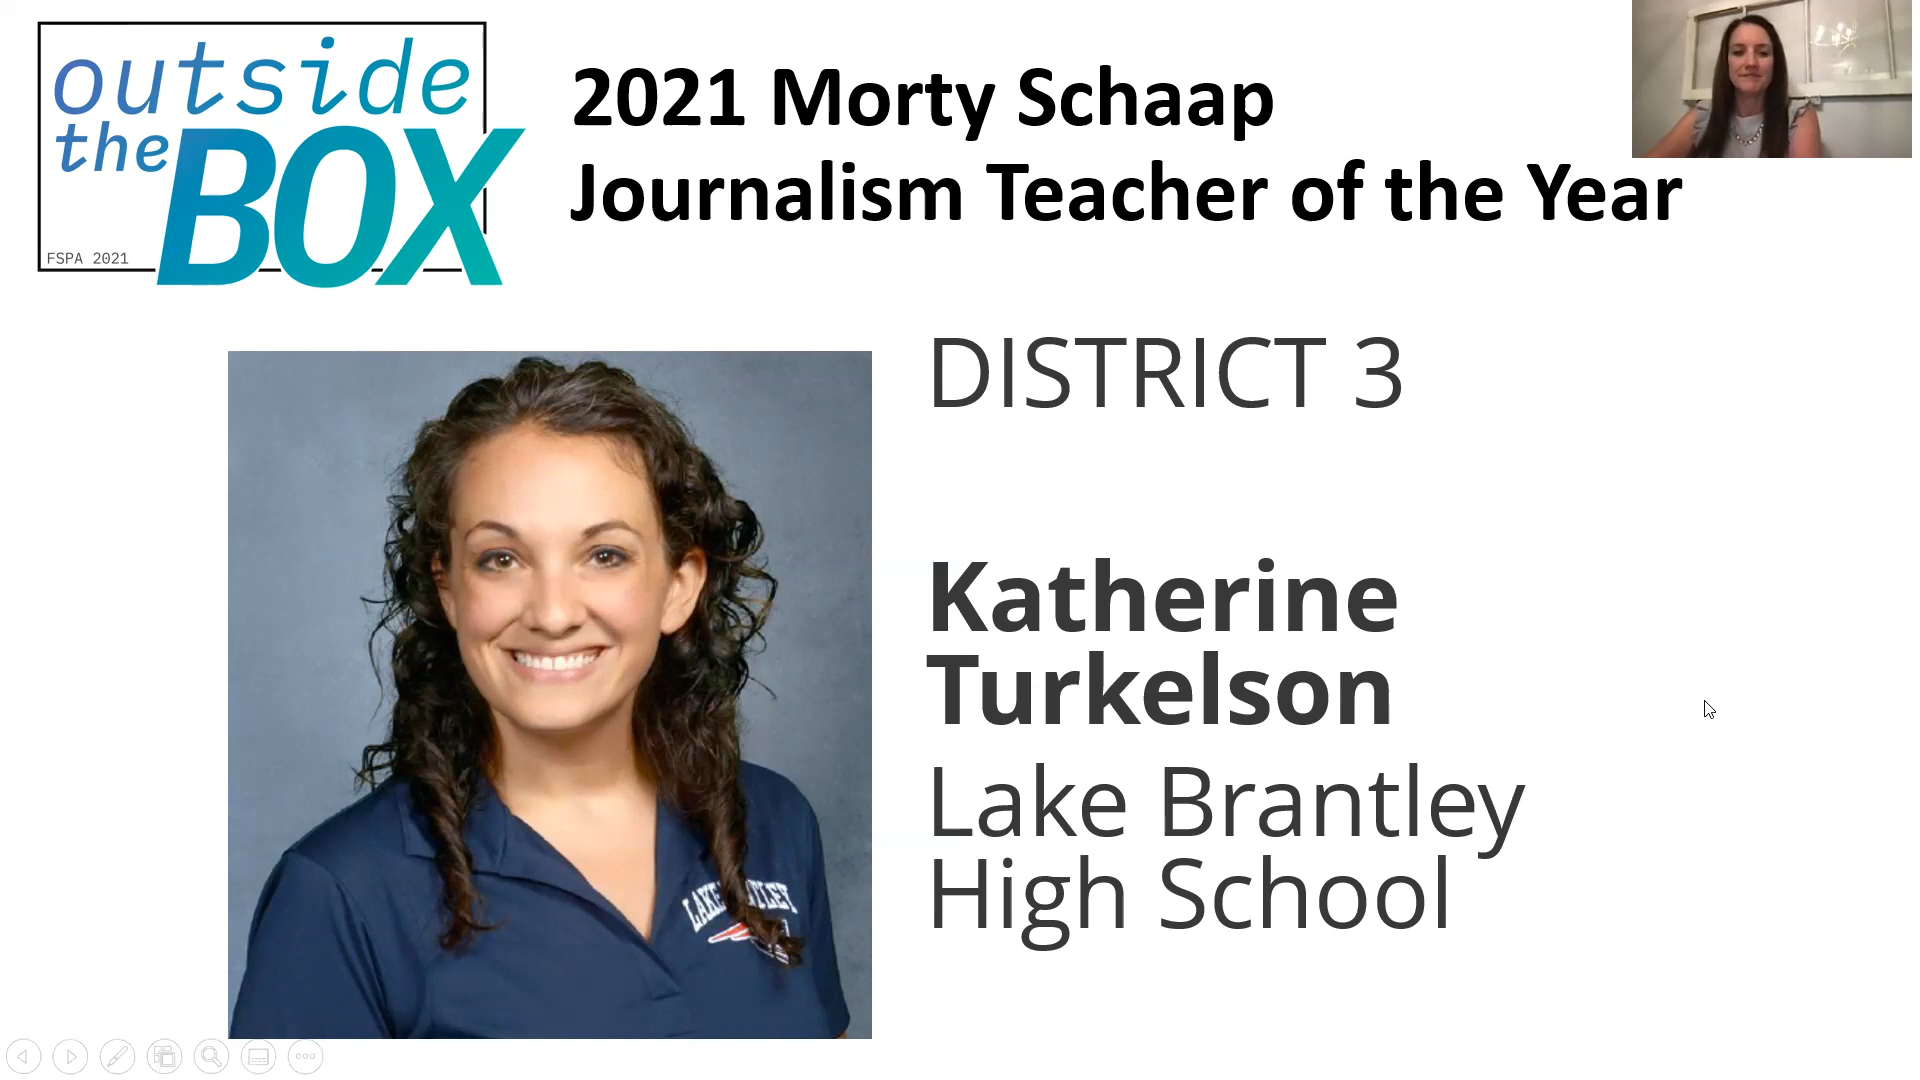 outside
the BOX
FSPA 2021
2021 Morty Schaap
Journalism Teacher of the Year
DISTRICT 3
Katherine
Turkelson
Lake Brantley
High School